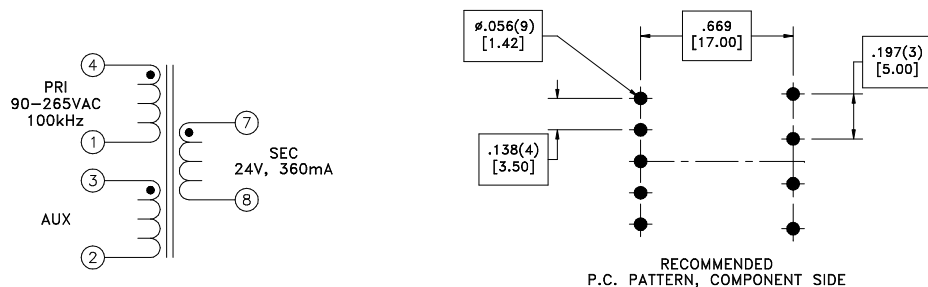 4
PRI
90-265VAC
100kHz
1
3
AUX
2
7
SEC
24V, 360mA
8
ø.056(9)
[1.42]
.669
[17.00]
.197(3)
[5.00]
.138(4)
[3.50]
RECOMMENDED
P.C. PATTERN, COMPONENT SIDE